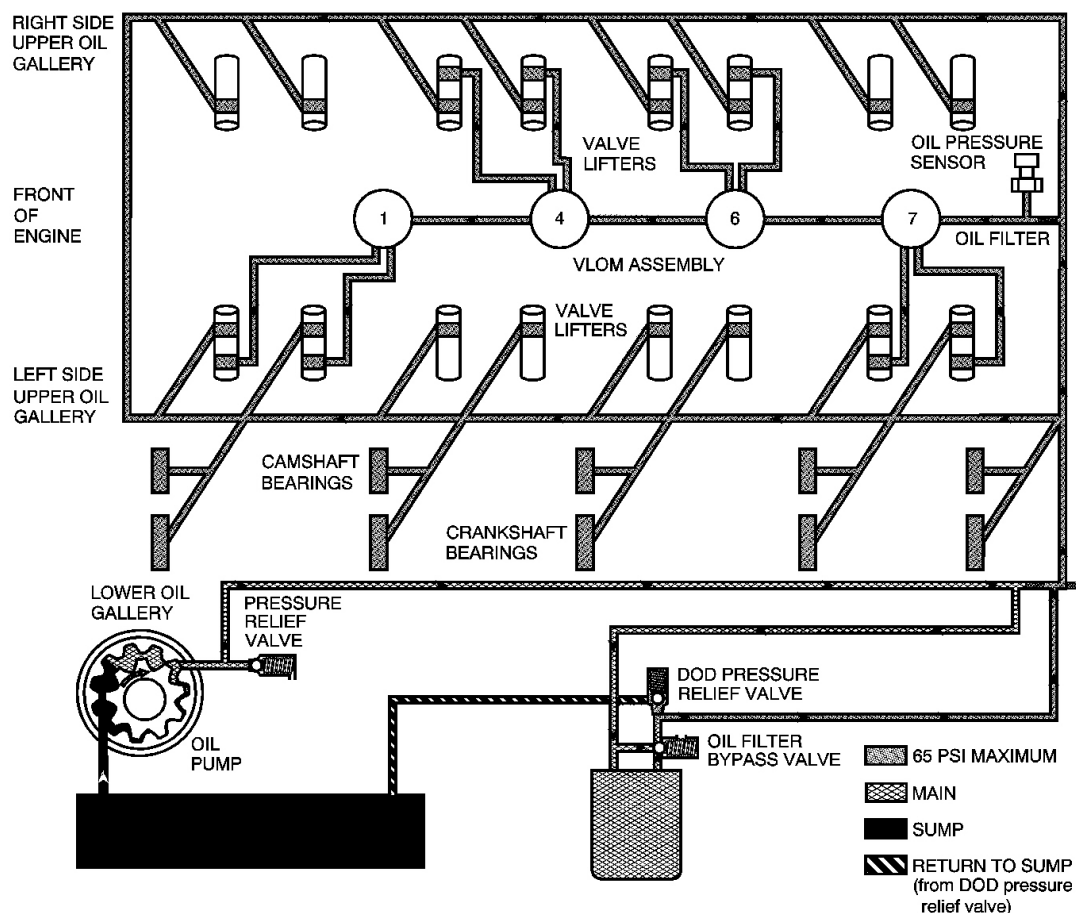 RIGHT SIDE
UPPER OIL
GALLERY
VALVE
LIFTERS
OIL PRESSURE
SENSOR
FRONT
OF
ENGINE
1
4
6
7
OIL FILTER
VLOM ASSEMBLY
VALVE
LIFTERS
LEFT SIDE
UPPER OIL
GALLERY
CAMSHAFT
BEARINGS
CRANKSHAFT
BEARINGS
LOWER OIL
GALLERY
PRESSURE
RELIEF
VALVE
DOD PRESSURE
RELIEF VALVE
OIL
PUMP
OIL FILTER
BYPASS VALVE
65 PSI MAXIMUM
MAIN
SUMP
RETURN TO SUMP
(from DOD pressure
relief valve)